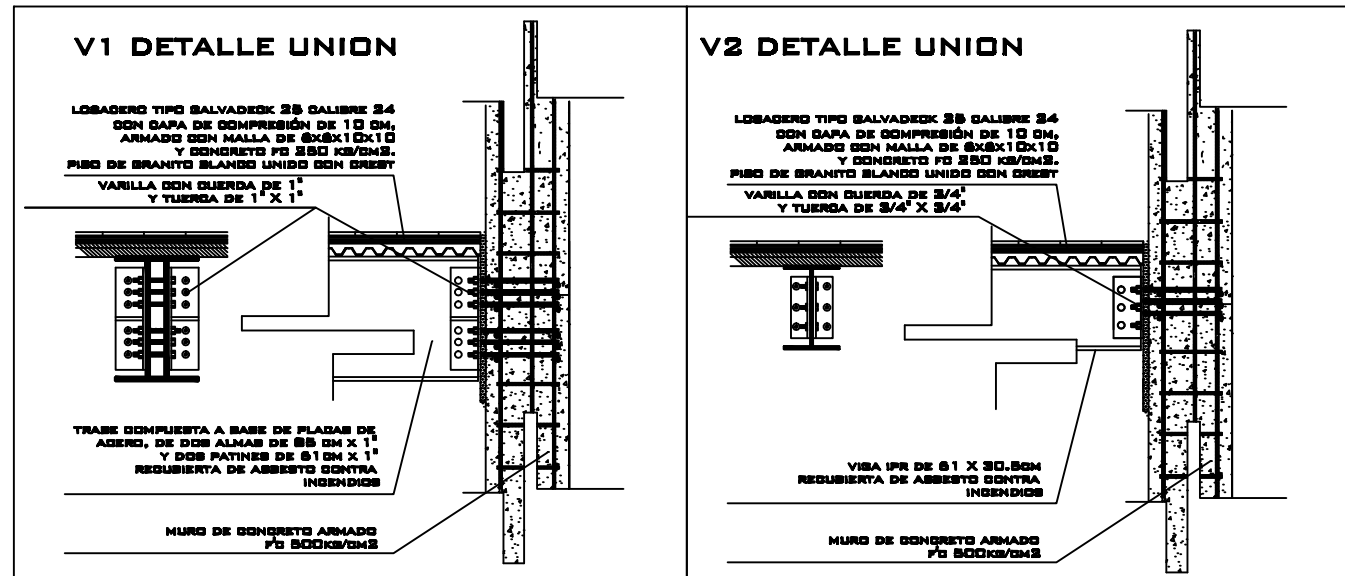 V1 DETALLE UNION
LOSACERO TIPO GALVADECK 25 CALIBRE 24
CON CAPA DE COMPRESIÓN DE 10 CM,
ARMADO CON MALLA DE 6X6X10X10
Y CONCRETO FC 250 KG/CM2.
PISO DE GRANITO BLANCO UNIDO CON CREST
VARILLA CON CUERDA DE 1"
Y TUERCA DE 1" X 1"
TRABE COMPUESTA A BASE DE PLACAS DE
ACERO, DE DOS ALMAS DE 65 CM X 1"
Y DOS PATINES DE 61CM X 1"
RECUBIERTA DE ASBESTO CONTRA
INCENDIOS
MURO DE CONCRETO ARMADO
F'C 500KG/CM2
V2 DETALLE UNION
LOSACERO TIPO GALVADECK 25 CALIBRE 24
CON CAPA DE COMPRESIÓN DE 10 CM,
ARMADO CON MALLA DE 6X6X10X10
Y CONCRETO FC 250 KG/CM2.
PISO DE GRANITO BLANCO UNIDO CON CREST
VARILLA CON CUERDA DE 3/4"
Y TUERCA DE 3/4" X 3/4"
VIGA IPR DE 61 X 30.5CM
RECUBIERTA DE ASBESTO CONTRA
INCENDIOS
MURO DE CONCRETO ARMADO
F'C 500KG/CM2